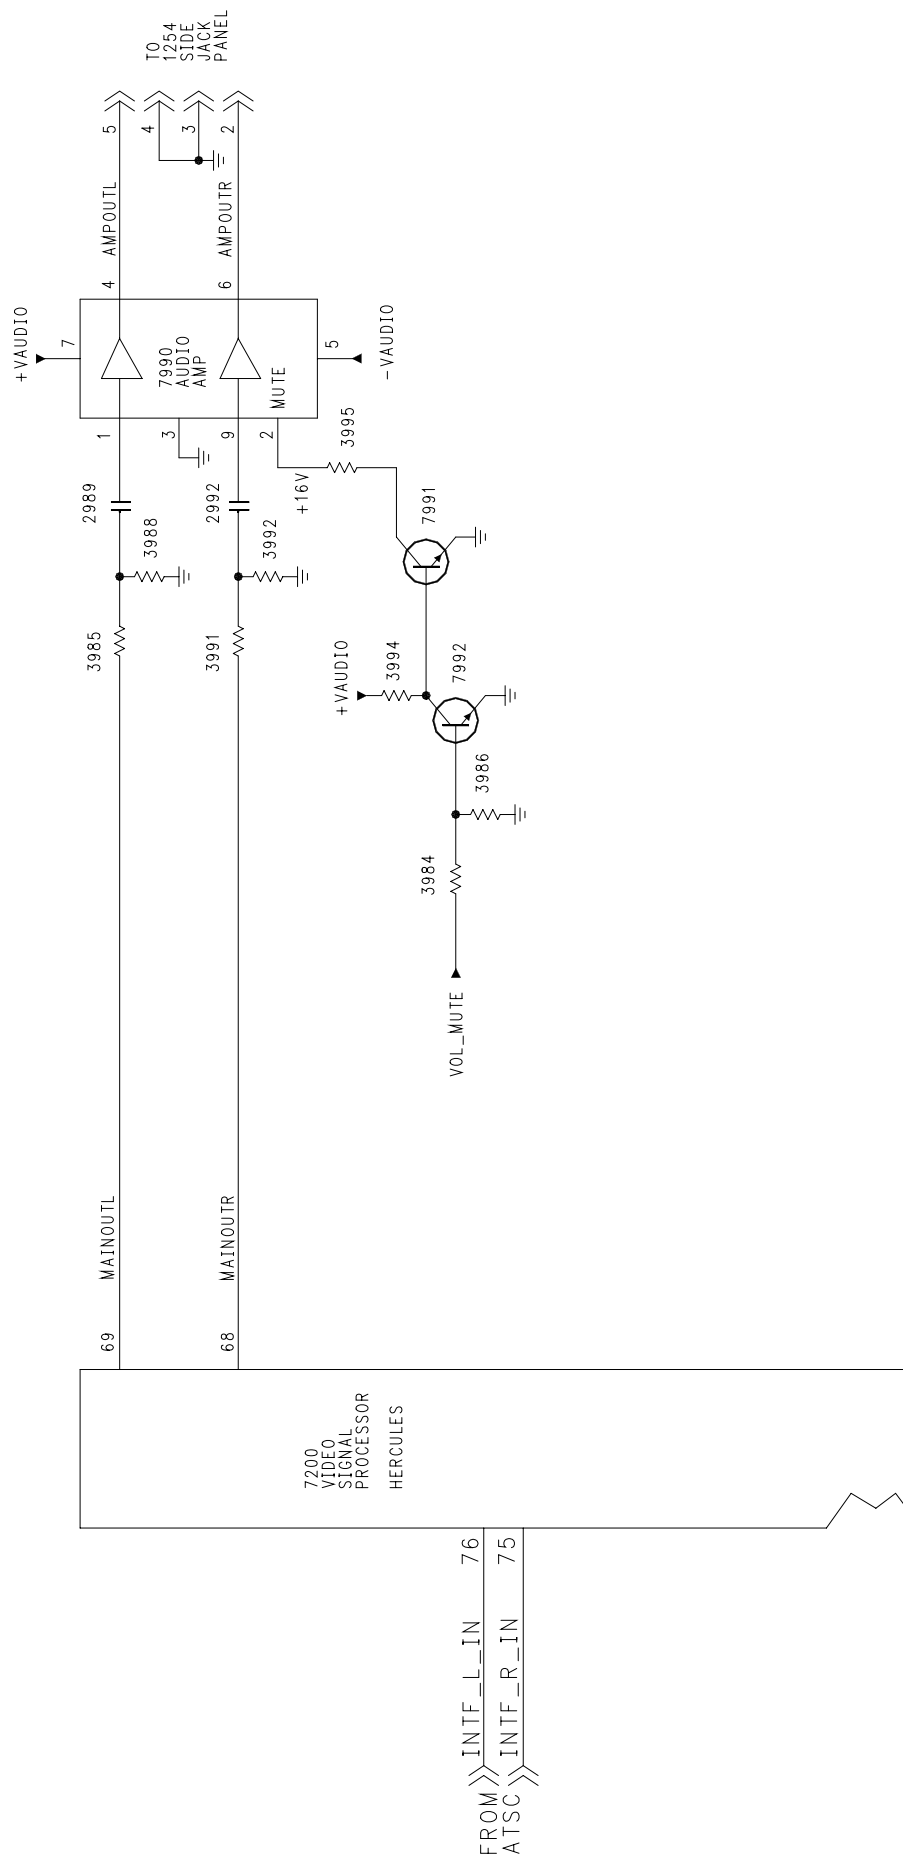 FROM
ATSC
INTF_L_IN
76
INTF_R_IN
75
7200
VIDEO
SIGNAL
PROCESSOR
HERCULES
69
MAINOUTL
3985
3988
2989
1
68
MAINOUTR
3991
3992
2992
9
3
2
+VAUDIO
7
7990
AUDIO
AMP
MUTE
5
-VAUDIO
4
AMPOUTL
5
4
3
6
AMPOUTR
2
TO
1254
SIDE
JACK
PANEL
+16V
3995
7991
+VAUDIO
3994
7992
3986
3984
VOL_MUTE